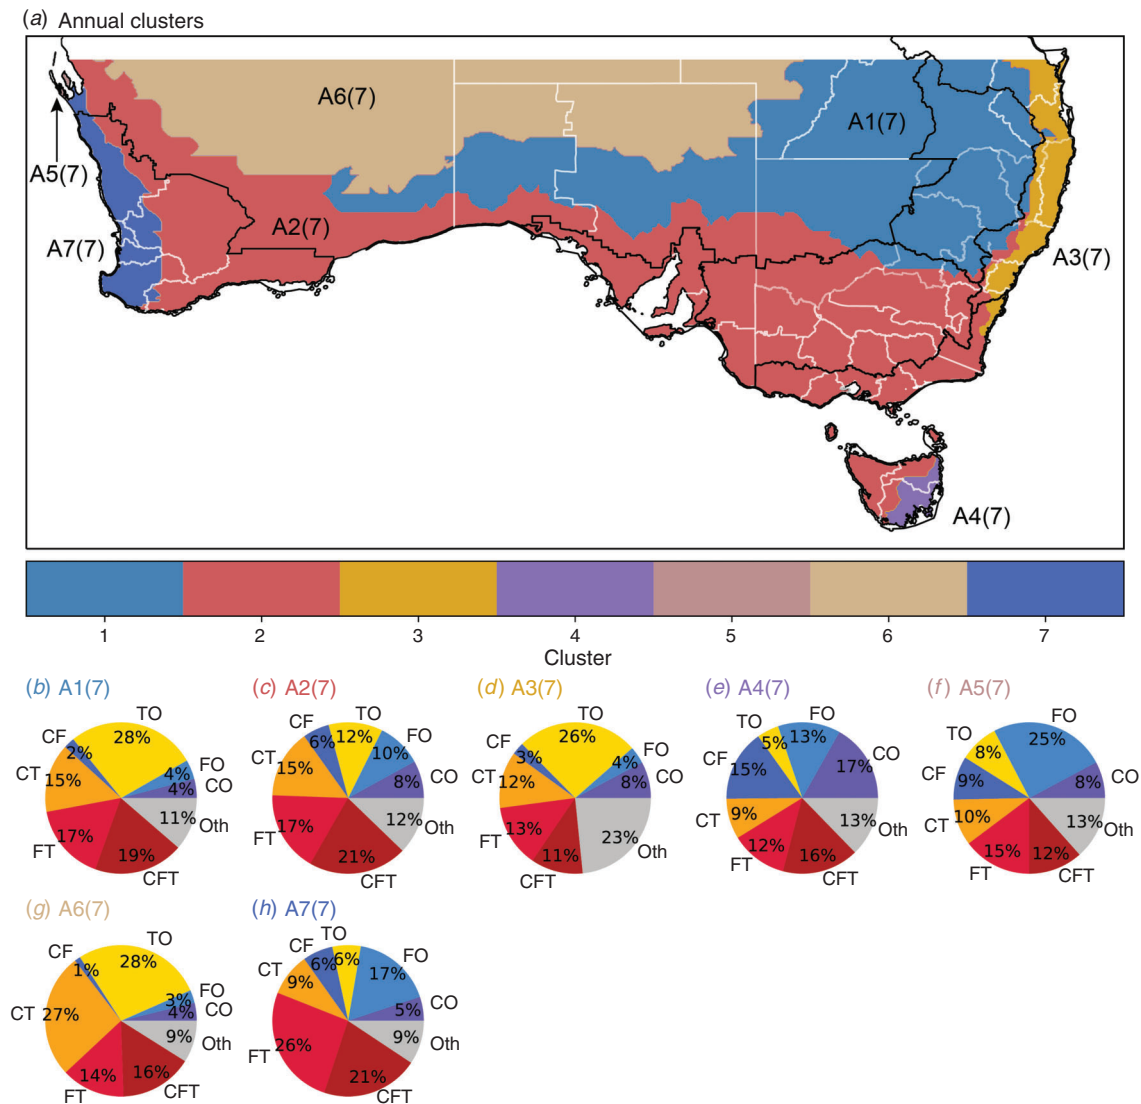 (a) Annual clusters
A6(7)
A1(7)
A5(7)
A2(7)
A7(7)
A3(7)
A4(7)
1 2 3 4 5 6 7
Cluster
(b) A1(7)
TO
28%
CF
2%
FO
4%
CT
15%
CO
4%
11%
Oth
17%
FT
19%
CFT
(c) A2(7)
TO
12%
CF
6%
FO
10%
CT
15%
CO
8%
12%
Oth
17%
FT
21%
CFT
(d) A3(7)
TO
26%
CF
3%
FO
4%
CT
12%
CO
8%
13%
FT
23%
Oth
11%
CFT
(e) A4(7)
TO
5%
FO
13%
CF
15%
CO
17%
CT
9%
13%
Oth
12%
FT
16%
CFT
(f) A5(7)
TO
8%
FO
25%
CF
9%
CO
8%
CT
10%
13%
Oth
15%
FT
12%
CFT
(g) A6(7)
TO
28%
CF
1%
FO
3%
CT
27%
CO
4%
9%
Oth
14%
FT
16%
CFT
(h) A7(7)
TO
6%
CF
6%
FO
17%
CT
9%
CO
5%
9%
Oth
FT
26%
21%
CFT